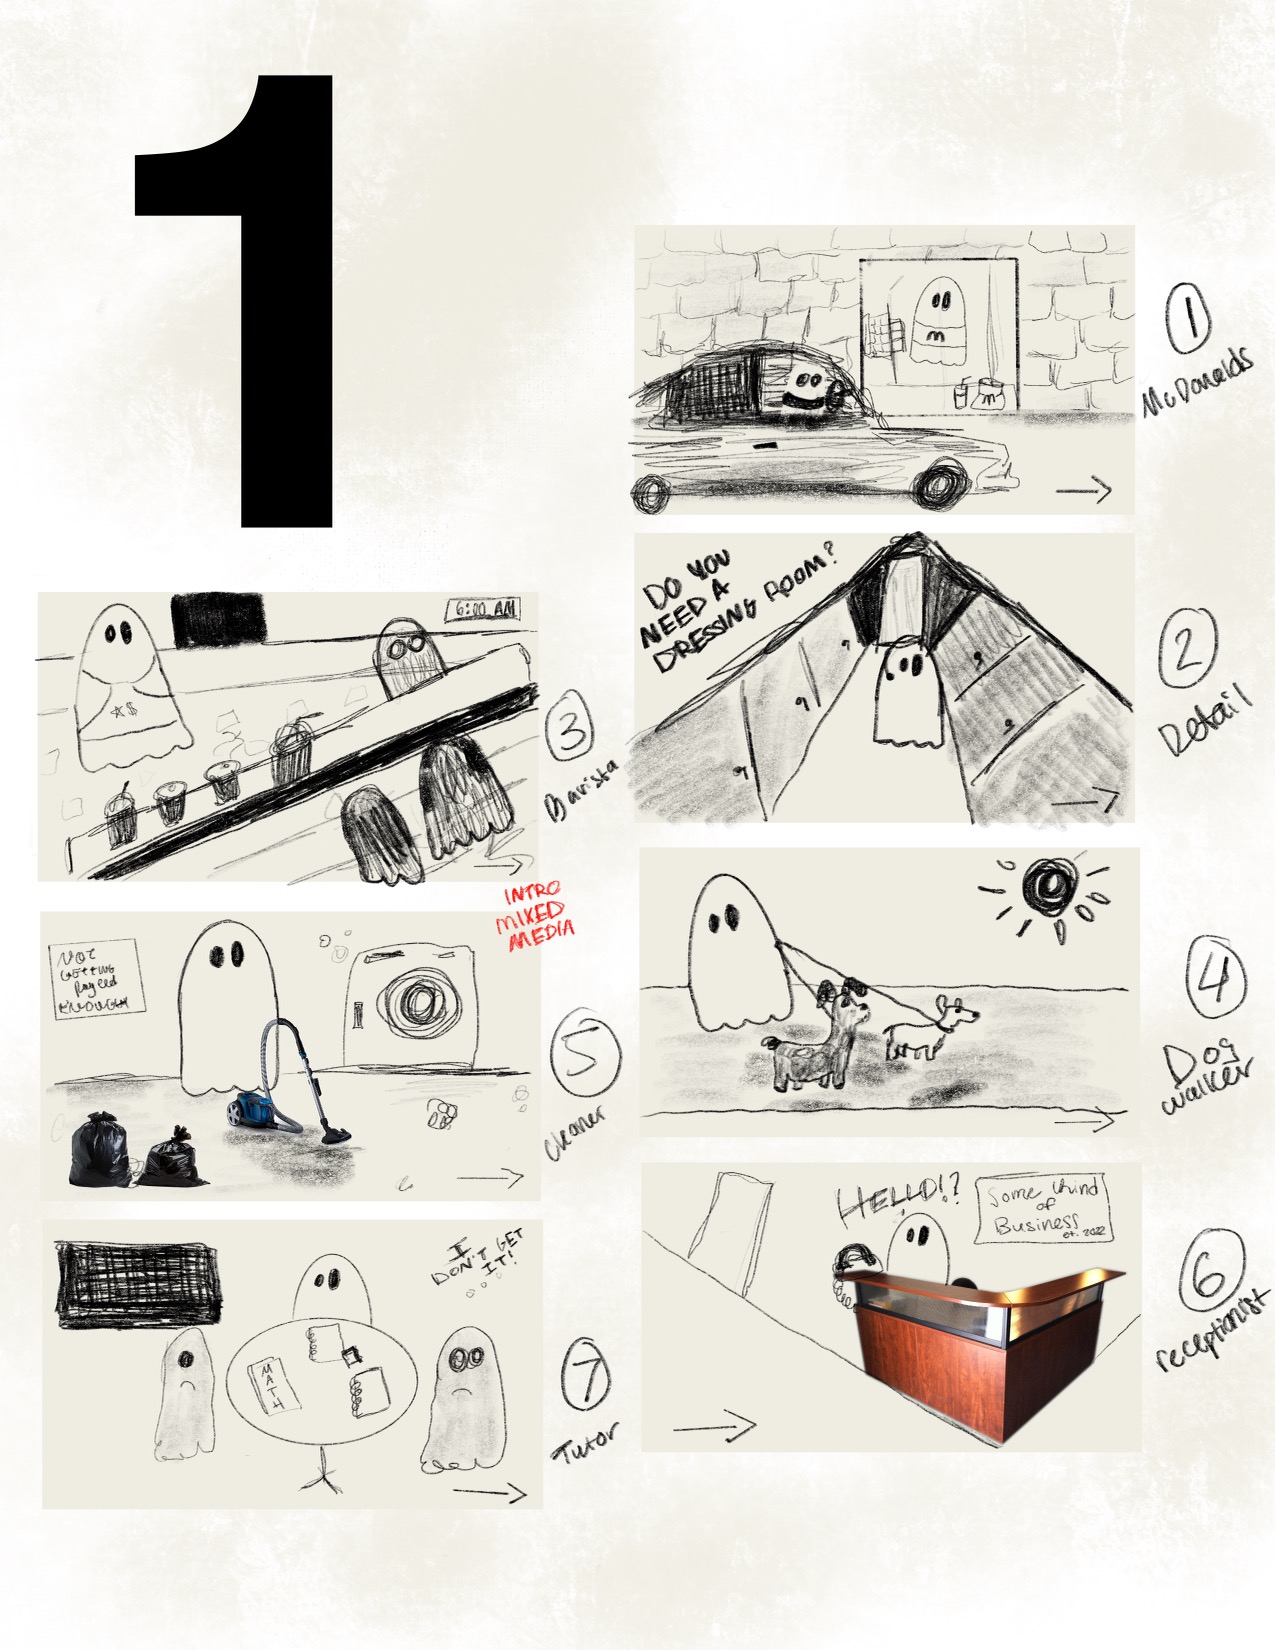 1
m
m
1
McDonalds
DO YOU
NEED A
DRESSING ROOM?
2
Retail
6:00 AM
★$
3
Barista
INTRO
MIXED
MEDIA
4
Dog
walker
NOT
GETTING
Payed
ENOUGH
5
cleaner
HELLO!?
Some Kind
of
Business
et. 2022
6
receptionist
I
DON'T GET
IT!
MATH
7
Tutor